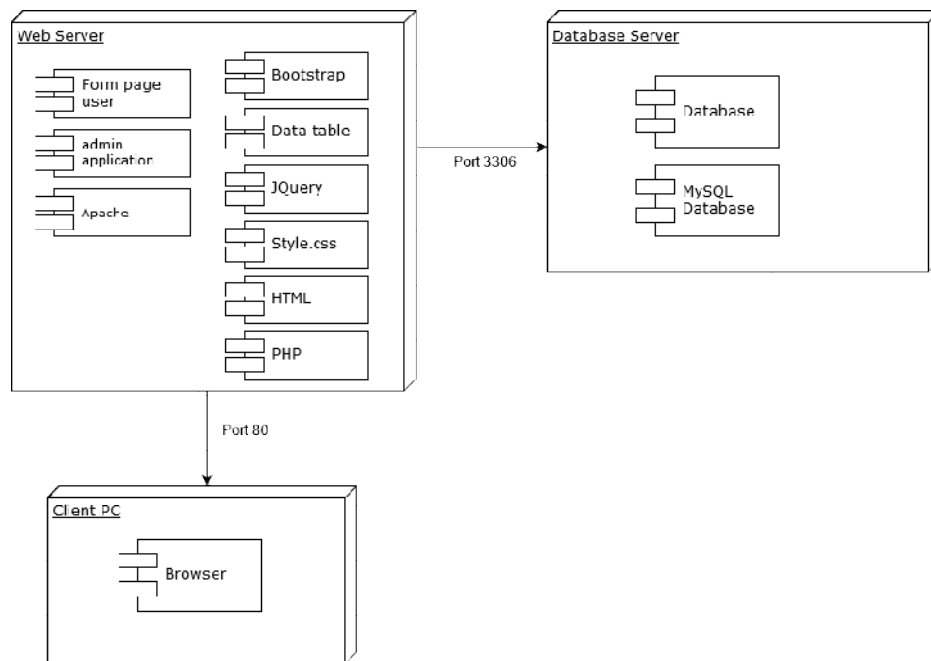 Web Server
Form page
user
admin
application
Apache
Bootstrap
Data table
JQuery
Style.css
HTML
PHP
Port 3306
Database Server
Database
MySQL
Database
Port 80
Client PC
Browser